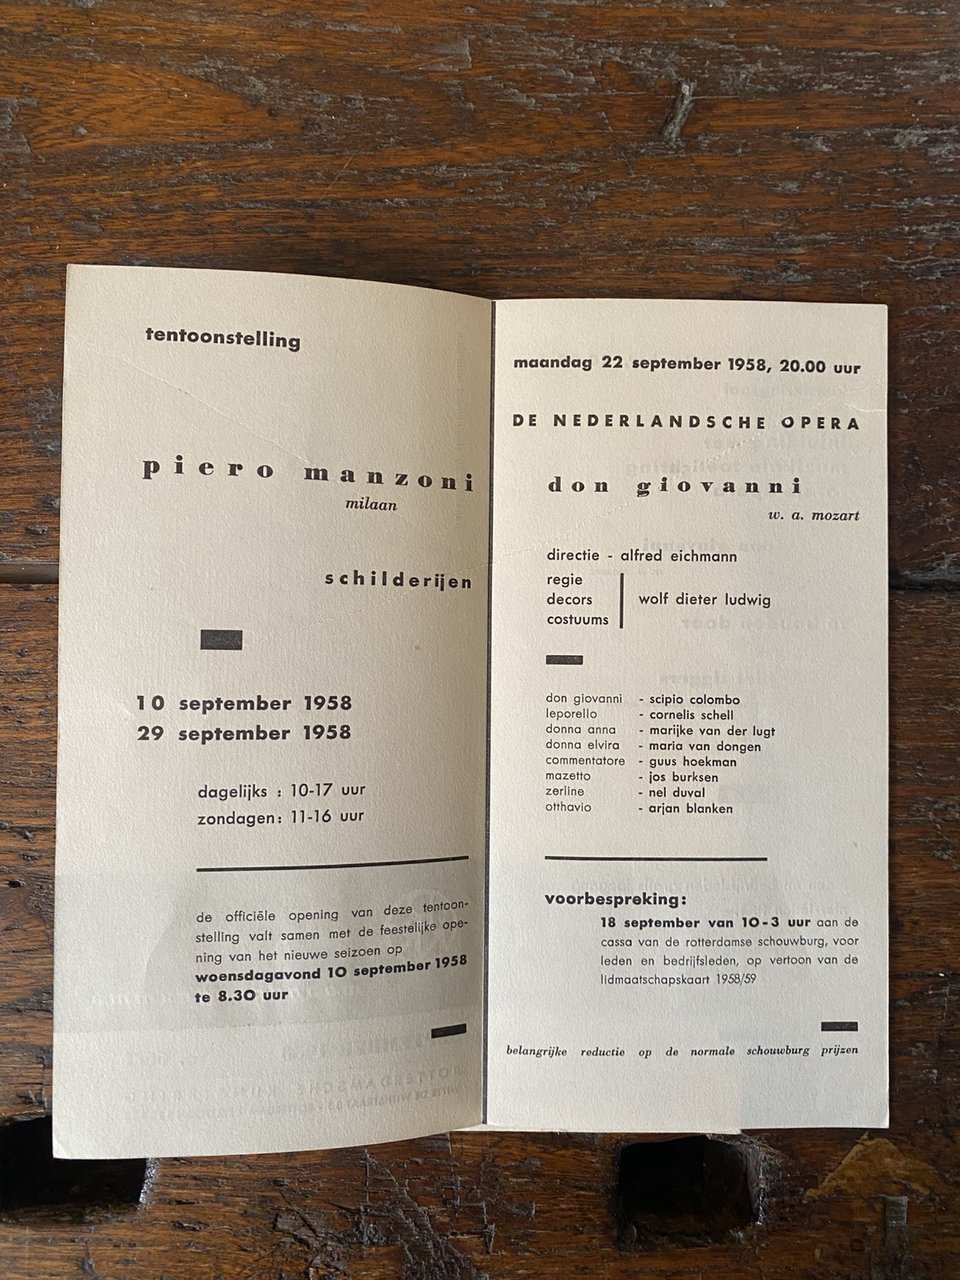 tentoonstelling
piero manzoni
milaan
schilderijen
10 september 1958
29 september 1958
dagelijks : 10-17 uur
zondagen: 11-16 uur
de officiële opening van deze tentoon-
stelling valt samen met de feestelijke ope-
ning van het nieuwe seizoen op
woensdagavond 10 september 1958
te 8.30 uur
maandag 22 september 1958, 20.00 uur
DE NEDERLANDSCHE OPERA
don giovanni
w. a. mozart
directie - alfred eichmann
regie
decors
costuums
wolf dieter ludwig
don giovanni - scipio colombo
leporello - cornelis schell
donna anna - marijke van der lugt
donna elvira - maria van dongen
commentatore - guus hoekman
mazetto - jos burksen
zerline - nel duval
otthavio - arjan blanken
voorbespreking:
18 september van 10-3 uur aan de
cassa van de rotterdamse schouwburg, voor
leden en bedrijfsleden, op vertoon van de
lidmaatschapskaart 1958/59
belangrijke reductie op de normale schouwburg prijzen